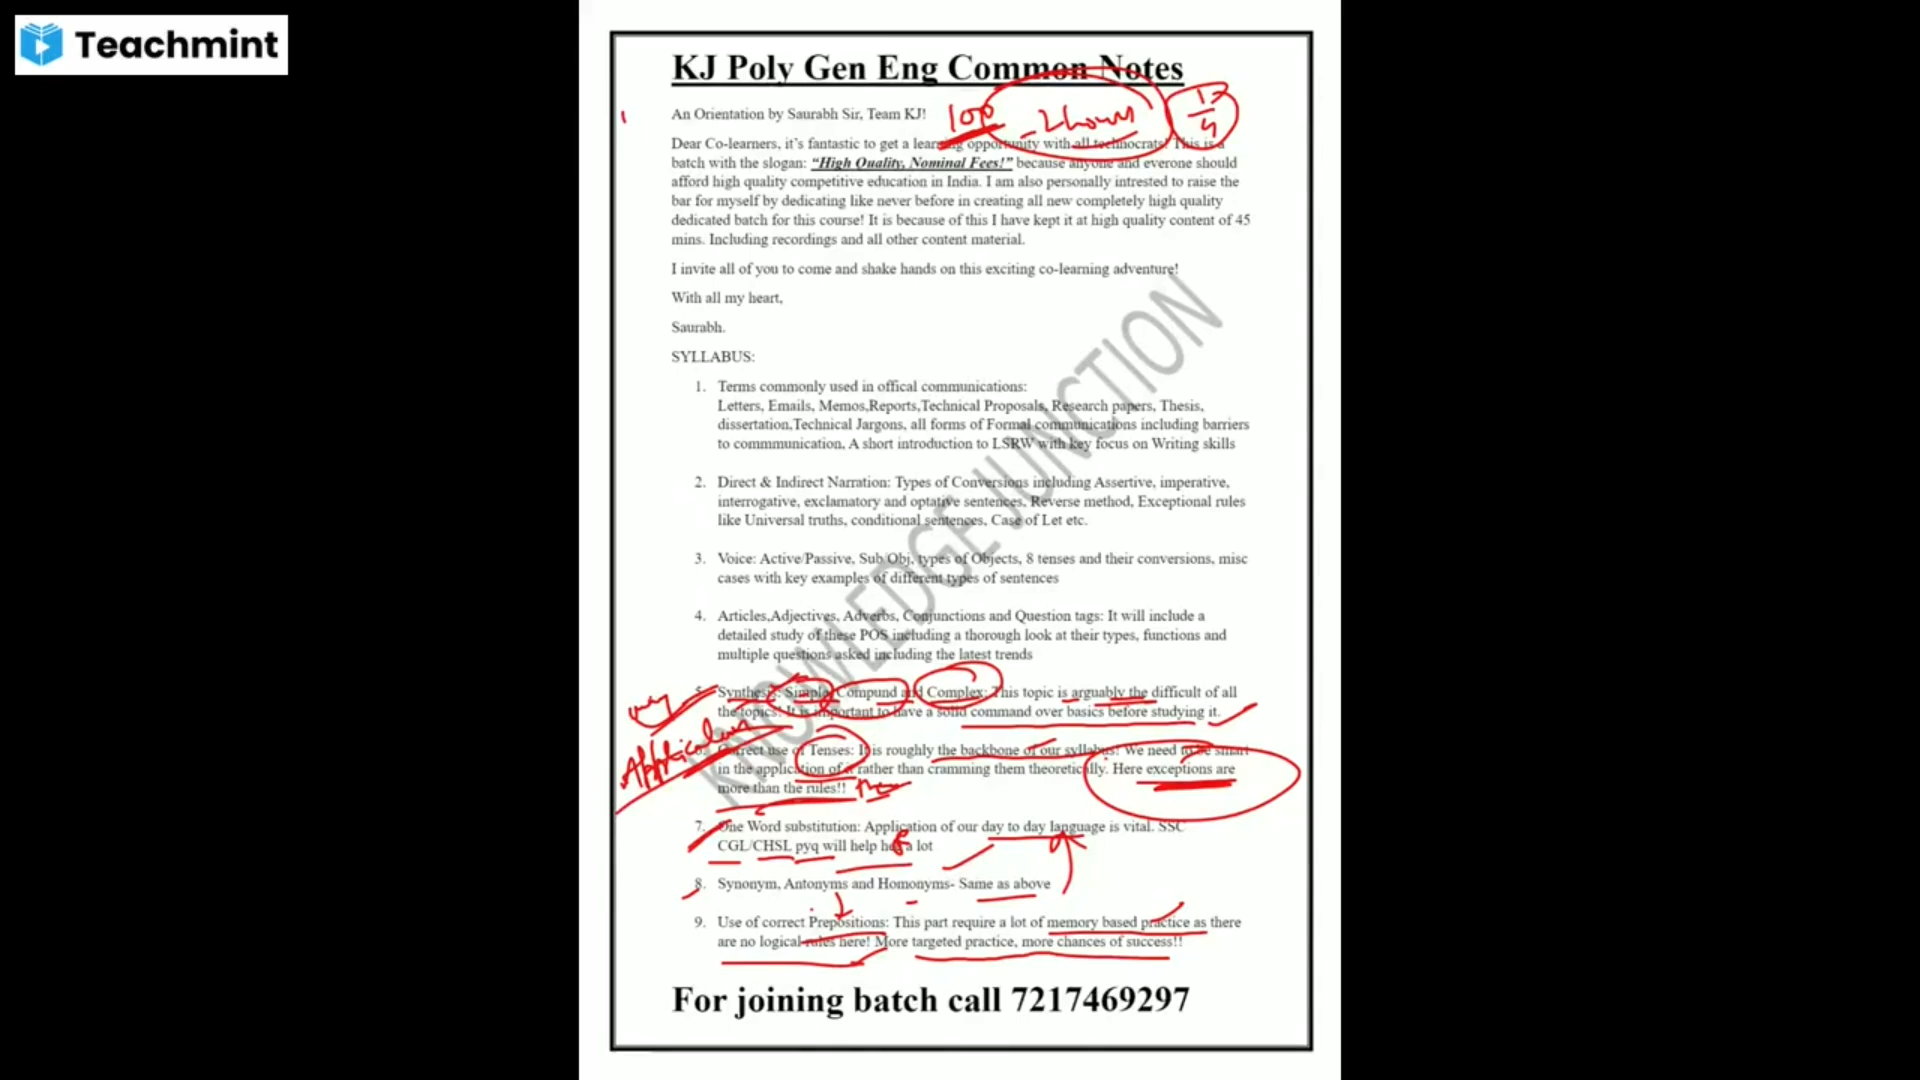 Teachmint
KJ Poly Gen Eng Common Notes
An Orientation by Saurabh Sir, Team KJ!
100
2 hours
Dear Co-learners, it's fantastic to get a learning opportunity with all technocrats! This is a
batch with the slogan: “High Quality, Nominal Fees!” because anyone and everone should
afford high quality competitive education in India. I am also personally intrested to raise the
bar for myself by dedicating like never before in creating all new completely high quality
dedicated batch for this course! It is because of this I have kept it at high quality content of 45
mins. Including recordings and all other content material.
I invite all of you to come and shake hands on this exciting co-learning adventure!
With all my heart,
Saurabh.
SYLLABUS:
1. Terms commonly used in offical communications:
Letters, Emails, Memos,Reports,Technical Proposals, Research papers, Thesis,
dissertation,Technical Jargons, all forms of Formal communications including barriers
to commmunication, A short introduction to LSRW with key focus on Writing skills
2. Direct & Indirect Narration: Types of Conversions including Assertive, imperative,
interrogative, exclamatory and optative sentences, Reverse method, Exceptional rules
like Universal truths, conditional sentences, Case of Let etc.
3. Voice: Active/Passive, Sub/Obj, types of Objects, 8 tenses and their conversions, misc
cases with key examples of different types of sentences
4. Articles,Adjectives, Adverbs, Conjunctions and Question tags: It will include a
detailed study of these POS including a thorough look at their types, functions and
multiple questions asked including the latest trends
5. Synthesis: Simple, Compund and Complex: This topic is arguably the difficult of all
the topics! It is important to have a solid command over basics before studying it.
6. Correct use of Tenses: It is roughly the backbone of our syllabus! We need to be smart
in the application of it rather than cramming them theoretically. Here exceptions are
more than the rules!!
7. One Word substitution: Application of our day to day language is vital. SSC
CGL/CHSL pyq will help a lot
8. Synonym, Antonyms and Homonyms- Same as above
9. Use of correct Prepositions: This part require a lot of memory based practice as there
are no logical rules here! More targeted practice, more chances of success!!
For joining batch call 7217469297
KNOWLEDGE JUNCTION